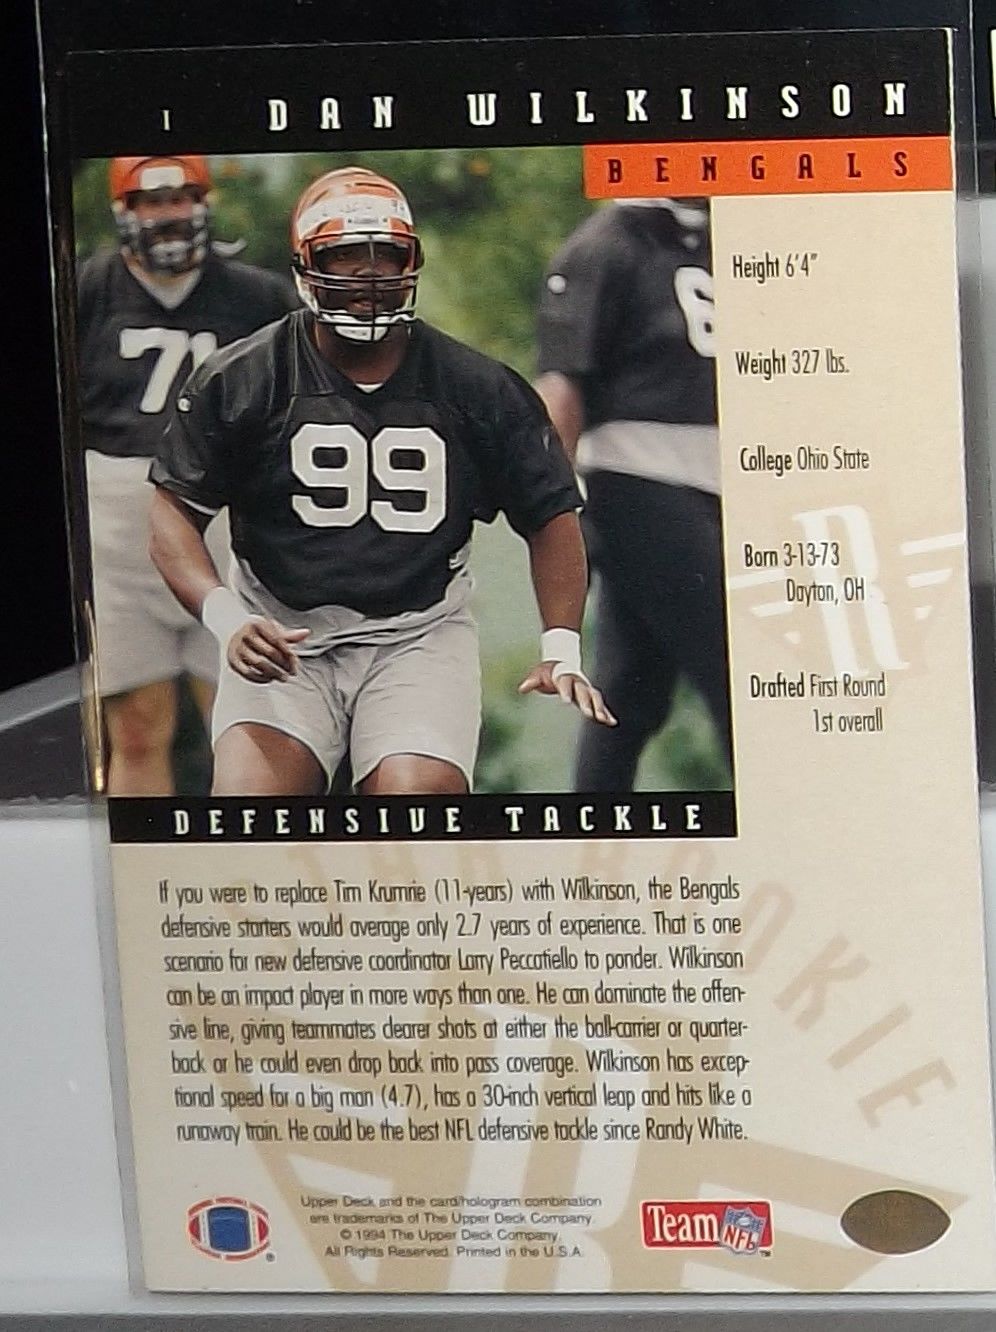 1 DAN WILKINSON
BENGALS
71
99
6
Height 6'4"
Weight 327 lbs.
College Ohio State
Born 3-13-73
Dayton, OH
Drafted First Round
1st overall
DEFENSIVE TACKLE
STAR ROOKIE
R
If you were to replace Tim Krumrie (11-years) with Wilkinson, the Bengals
defensive starters would average only 2.7 years of experience. That is one
scenario for new defensive coordinator Larry Peccatiello to ponder. Wilkinson
can be an impact player in more ways than one. He can dominate the offen-
sive line, giving teammates clearer shots at either the ball-carrier or quarter-
back or he could even drop back into pass coverage. Wilkinson has excep-
tional speed for a big man (4.7), has a 30-inch vertical leap and hits like a
runaway train. He could be the best NFL defensive tackle since Randy White.
Upper Deck and the card/hologram combination
are trademarks of The Upper Deck Company.
© 1994 The Upper Deck Company.
All Rights Reserved. Printed in the U.S.A.
Team NFL™